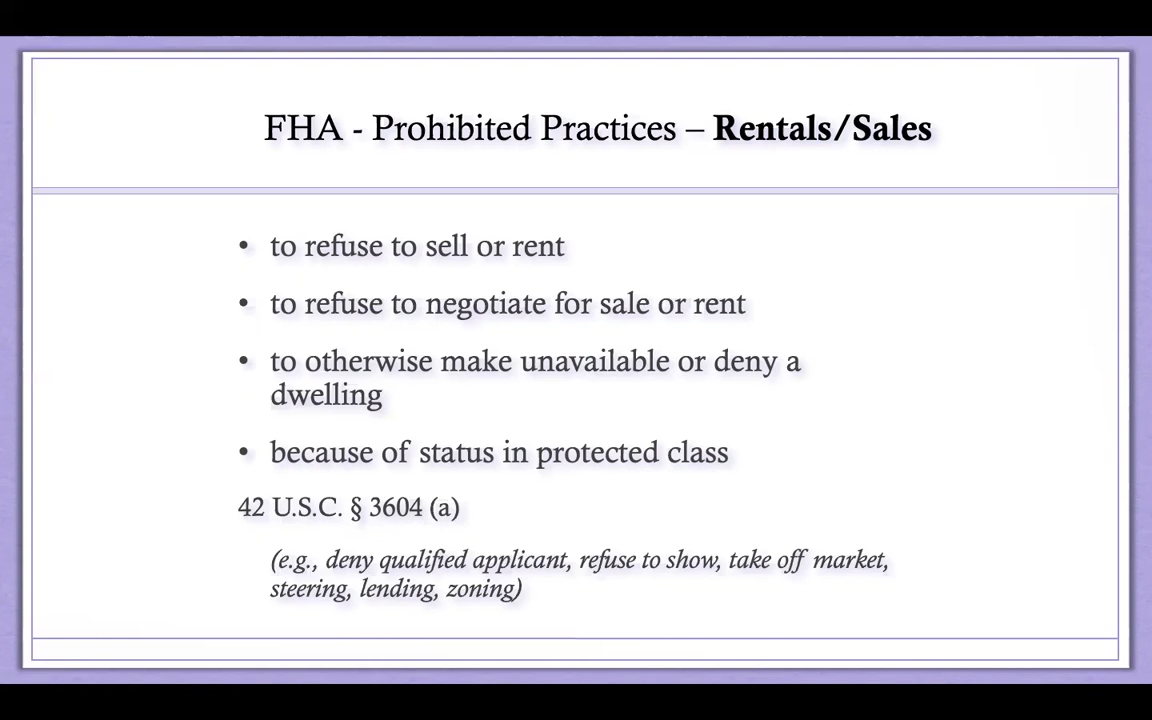 FHA - Prohibited Practices – Rentals/Sales
• to refuse to sell or rent
• to refuse to negotiate for sale or rent
• to otherwise make unavailable or deny a
dwelling
• because of status in protected class
42 U.S.C. § 3604 (a)
(e.g., deny qualified applicant, refuse to show, take off market,
steering, lending, zoning)